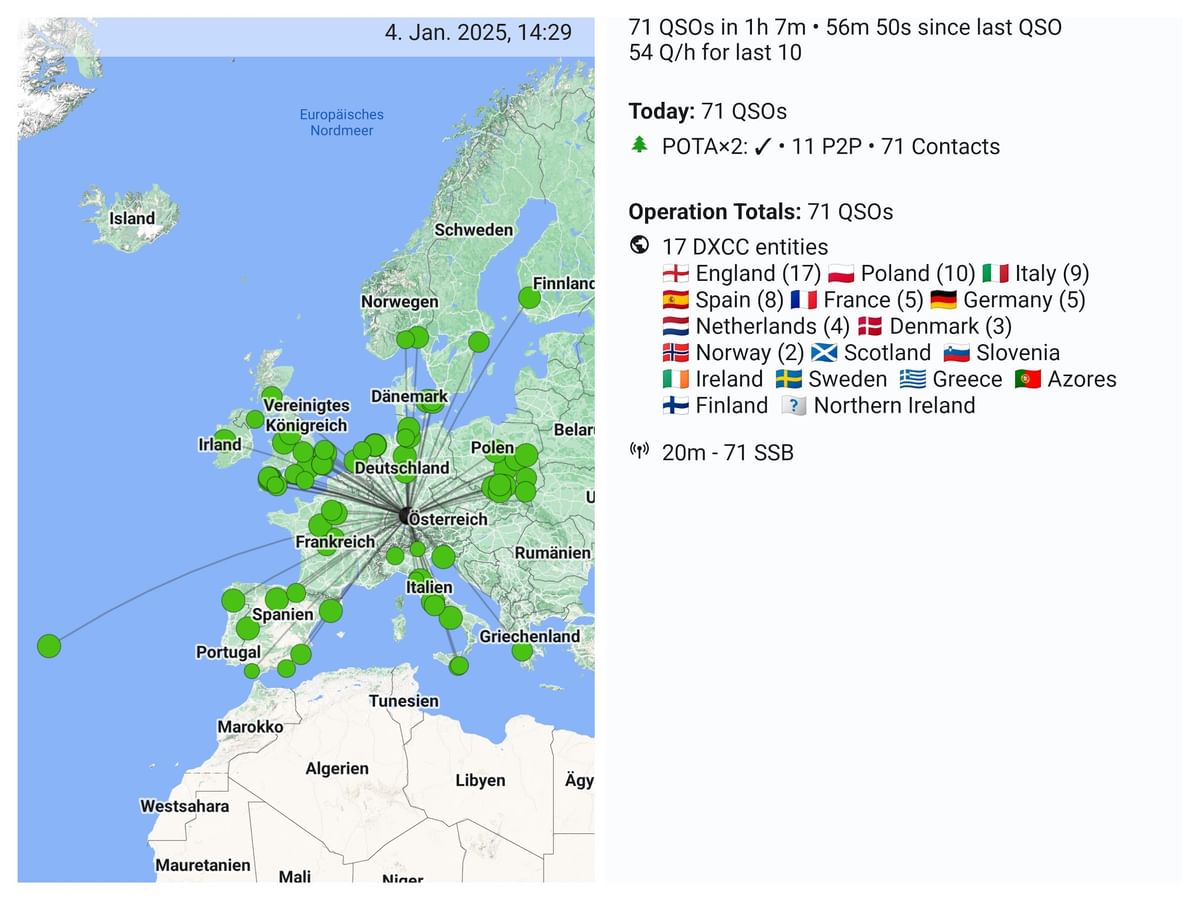 4. Jan. 2025, 14:29
Europäisches
Nordmeer
Island
Schweden
Finnland
Norwegen
Dänemark
Vereinigtes
Königreich
Irland
Belar
Polen
Deutschland
U
Österreich
Frankreich
Rumänien
Italien
Spanien
Griechenland
Portugal
Tunesien
Marokko
Algerien
Libyen
Ägy
Westsahara
Mauretanien
Mali
Niger
71 QSOs in 1h 7m • 56m 50s since last QSO
54 Q/h for last 10
Today: 71 QSOs
POTA×2: ✓ • 11 P2P • 71 Contacts
Operation Totals: 71 QSOs
17 DXCC entities
England (17) Poland (10) Italy (9)
Spain (8) France (5) Germany (5)
Netherlands (4) Denmark (3)
Norway (2) Scotland Slovenia
Ireland Sweden Greece Azores
Finland ? Northern Ireland
20m - 71 SSB